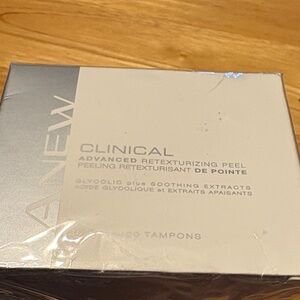 ANEW
CLINICAL
ADVANCED RETEXTURIZING PEEL
PEELING RETEXTURISANT DE POINTE
GLYCOLIC plus SOOTHING EXTRACTS
ACIDE GLYCOLIQUE et EXTRAITS APAISANTS
TAMPONS